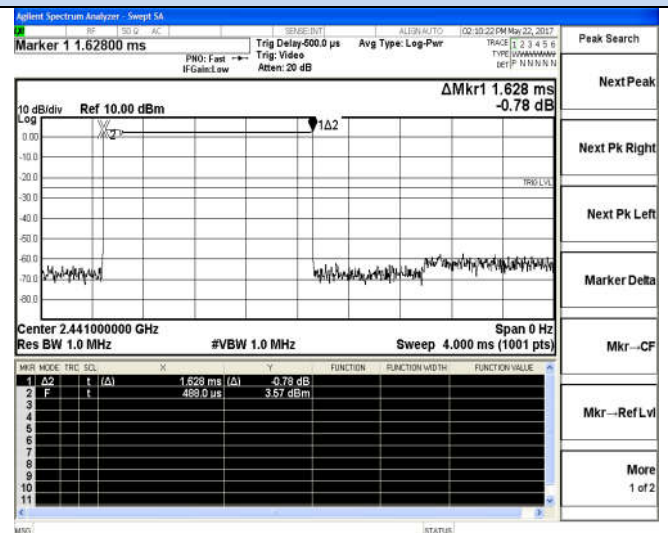 Agilent Spectrum Analyzer - Swept SA
RF 50 Ω AC SENSE:INT ALIGN AUTO 02:10:22 PM May 22, 2017
Marker 1 1.62800 ms
Trig Delay-500.0 µs Avg Type: Log-Pwr TRACE 1 2 3 4 5 6
PNO: Fast Trig: Video TYPE
IFGain:Low Atten: 20 dB DET P N N N N N
Peak Search
ΔMkr1 1.628 ms
10 dB/div Ref 10.00 dBm -0.78 dB
Log
1Δ2
2
0.00
-10.0
-20.0
TRIG LVL
-30.0
-40.0
-50.0
-60.0
-70.0
-80.0
Center 2.441000000 GHz Span 0 Hz
Res BW 1.0 MHz #VBW 1.0 MHz Sweep 4.000 ms (1001 pts)
MKR MODE TRC SCL X Y FUNCTION FUNCTION WIDTH FUNCTION VALUE
1 Δ2 t (Δ) 1.628 ms (Δ) -0.78 dB
2 F t 488.0 µs 3.57 dBm
3
4
5
6
7
8
9
10
11
MSG STATUS
Next Peak
Next Pk Right
Next Pk Left
Marker Delta
Mkr→CF
Mkr→Ref Lvl
More
1 of 2